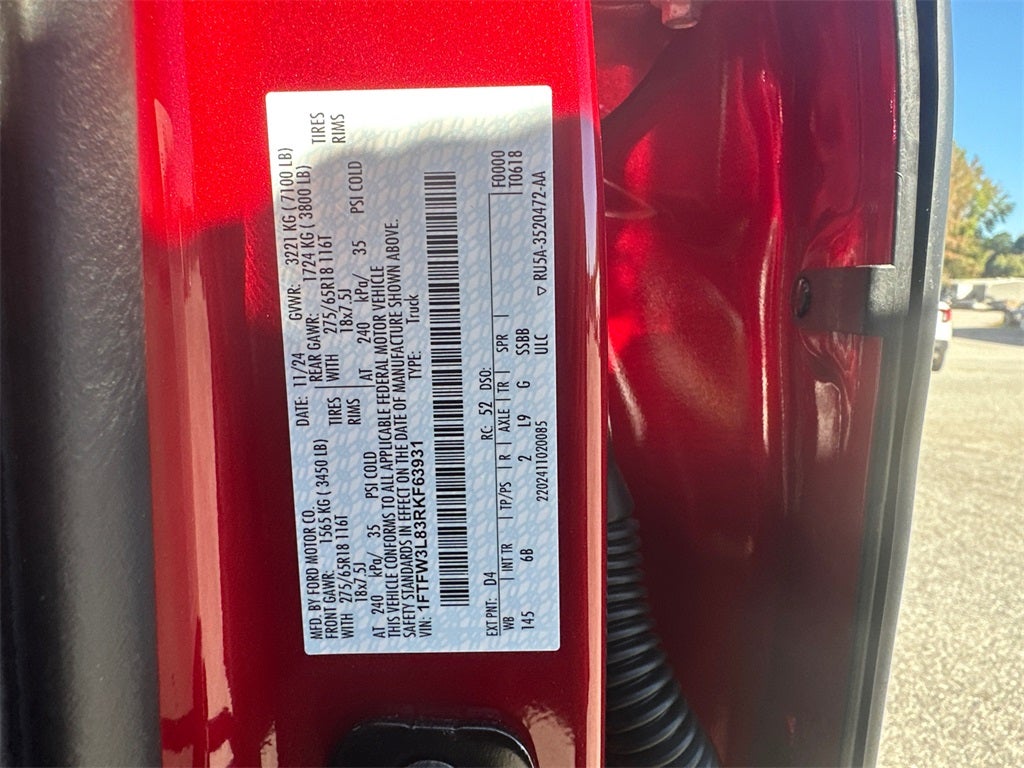 MFD. BY FORD MOTOR CO. DATE: 11/24 GVWR: 3221 KG ( 7100 LB)
FRONT GAWR: 1565 KG ( 3450 LB) REAR GAWR: 1724 KG ( 3800 LB)
WITH 275/65R18 116T TIRES WITH 275/65R18 116T TIRES
18x7.5J RIMS 18x7.5J RIMS
AT 240 kPa/ 35 PSI COLD AT 240 kPa/ 35 PSI COLD
THIS VEHICLE CONFORMS TO ALL APPLICABLE FEDERAL MOTOR VEHICLE
SAFETY STANDARDS IN EFFECT ON THE DATE OF MANUFACTURE SHOWN ABOVE.
VIN: 1FTFW3L83RKF63931 TYPE: Truck
EXT PNT: D4 RC: 52 DSO: F0000
WB INT TR TP/PS R AXLE TR SPR T0618
145 6B 2 L9 G SSBB
2202411020085 ULC ▽ RU5A-3520472-AA